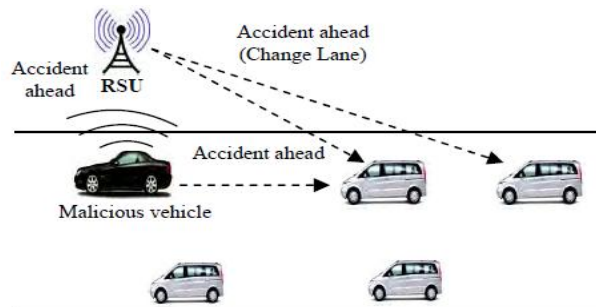 Accident ahead
(Change Lane)
Accident
ahead
RSU
Accident ahead
Malicious vehicle